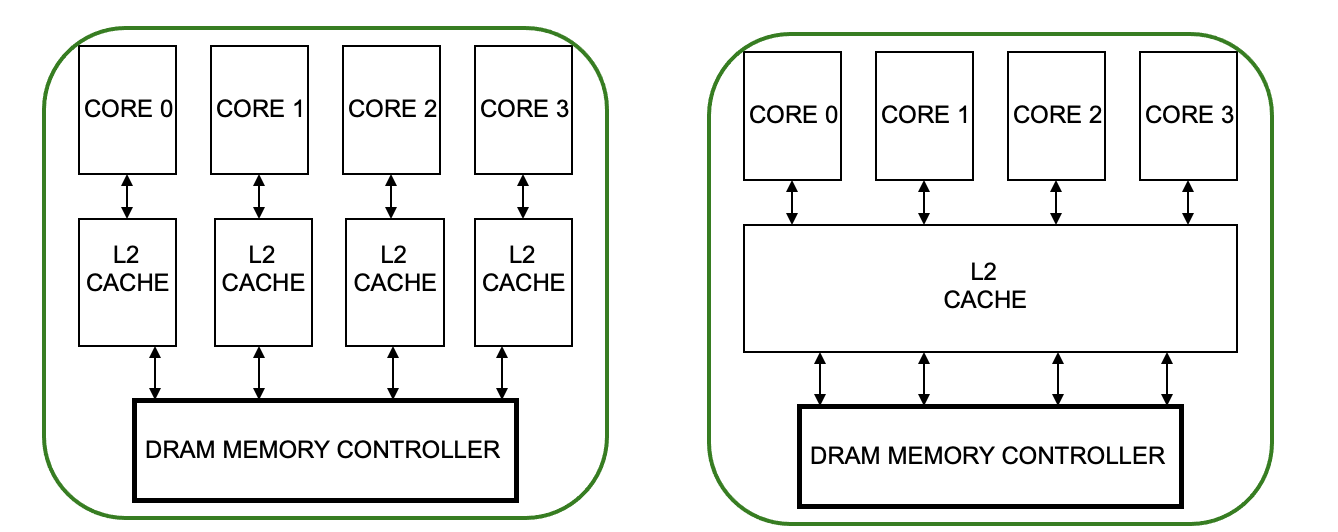 CORE 0
CORE 1
CORE 2
CORE 3
L2
CACHE
L2
CACHE
L2
CACHE
L2
CACHE
DRAM MEMORY CONTROLLER
CORE 0
CORE 1
CORE 2
CORE 3
L2
CACHE
DRAM MEMORY CONTROLLER